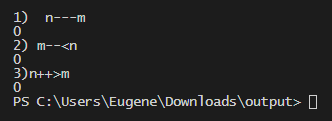 1)  n---m
0
2) m--<n
0
3)n++>m
0
PS C:\Users\Eugene\Downloads\output>